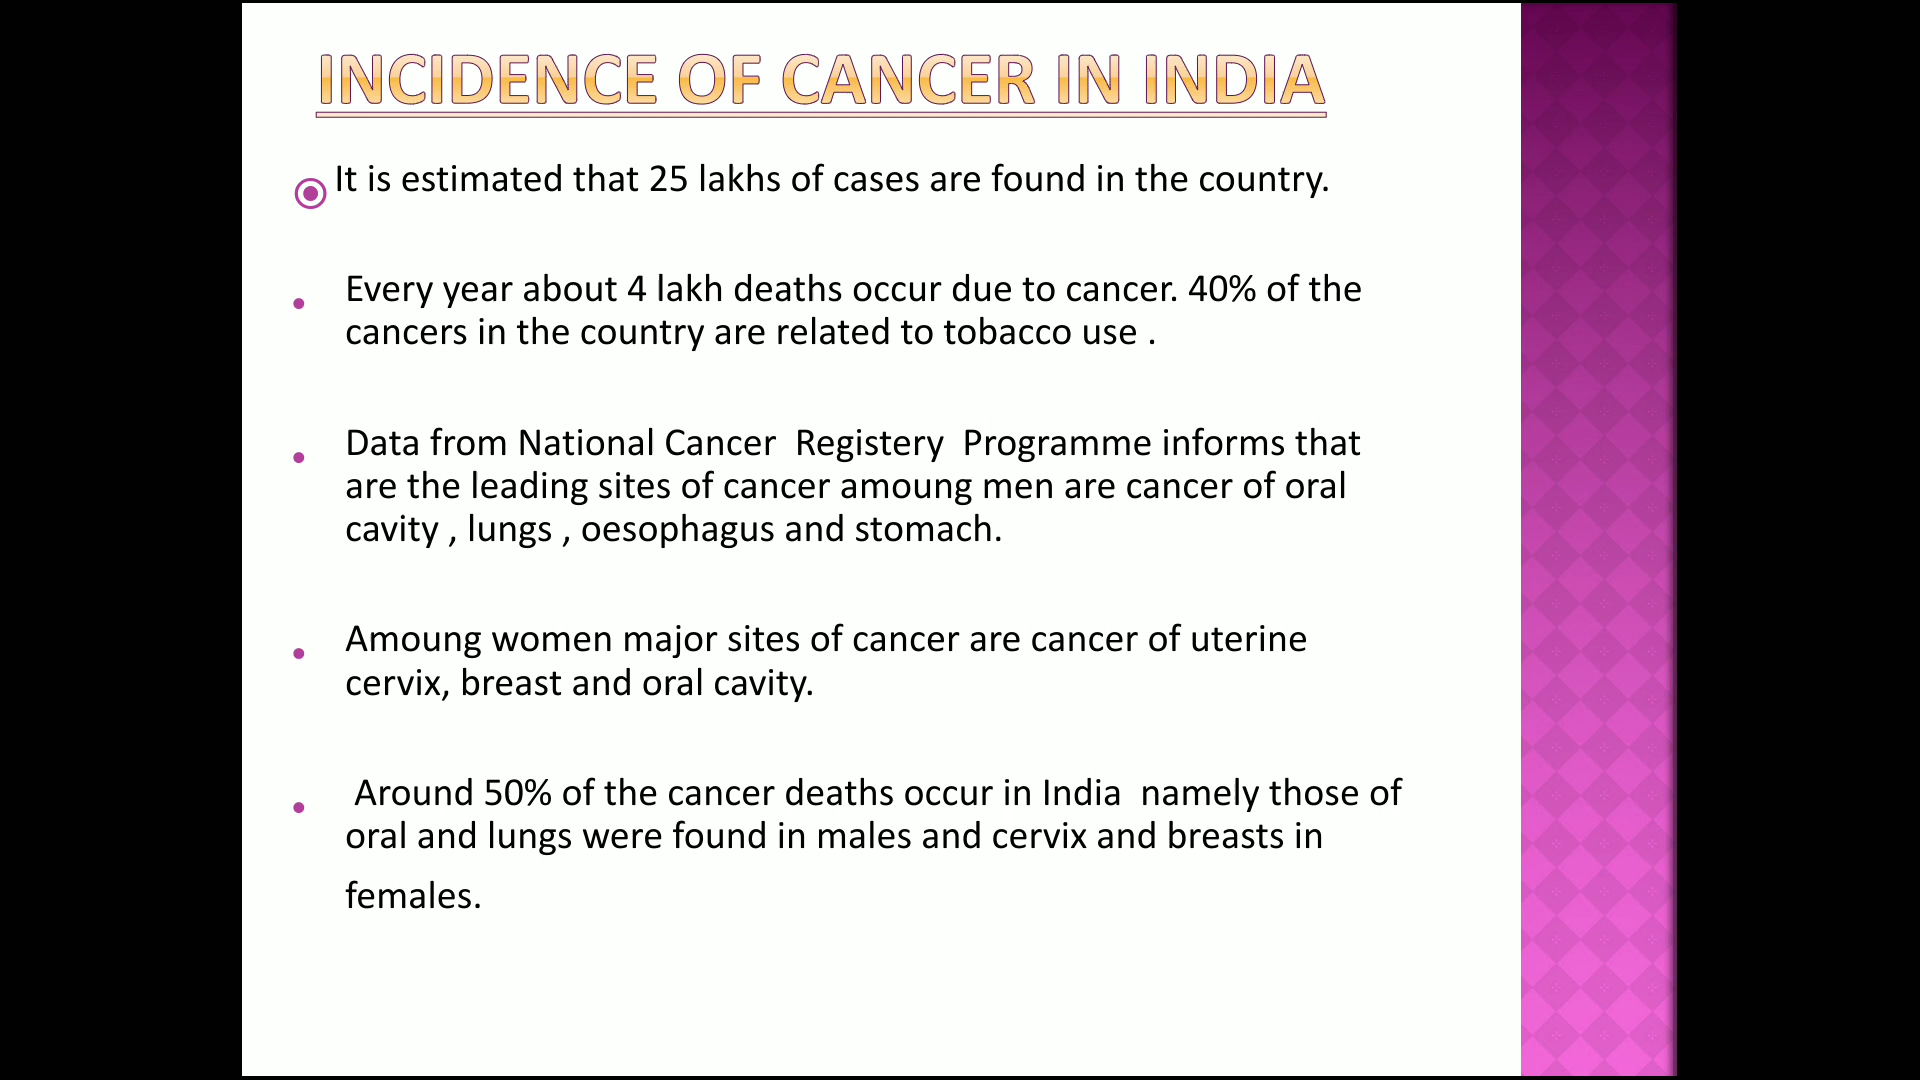 INCIDENCE OF CANCER IN INDIA
It is estimated that 25 lakhs of cases are found in the country.
Every year about 4 lakh deaths occur due to cancer. 40% of the
cancers in the country are related to tobacco use .
Data from National Cancer  Registery  Programme informs that
are the leading sites of cancer amoung men are cancer of oral
cavity , lungs , oesophagus and stomach.
Amoung women major sites of cancer are cancer of uterine
cervix, breast and oral cavity.
Around 50% of the cancer deaths occur in India  namely those of
oral and lungs were found in males and cervix and breasts in
females.